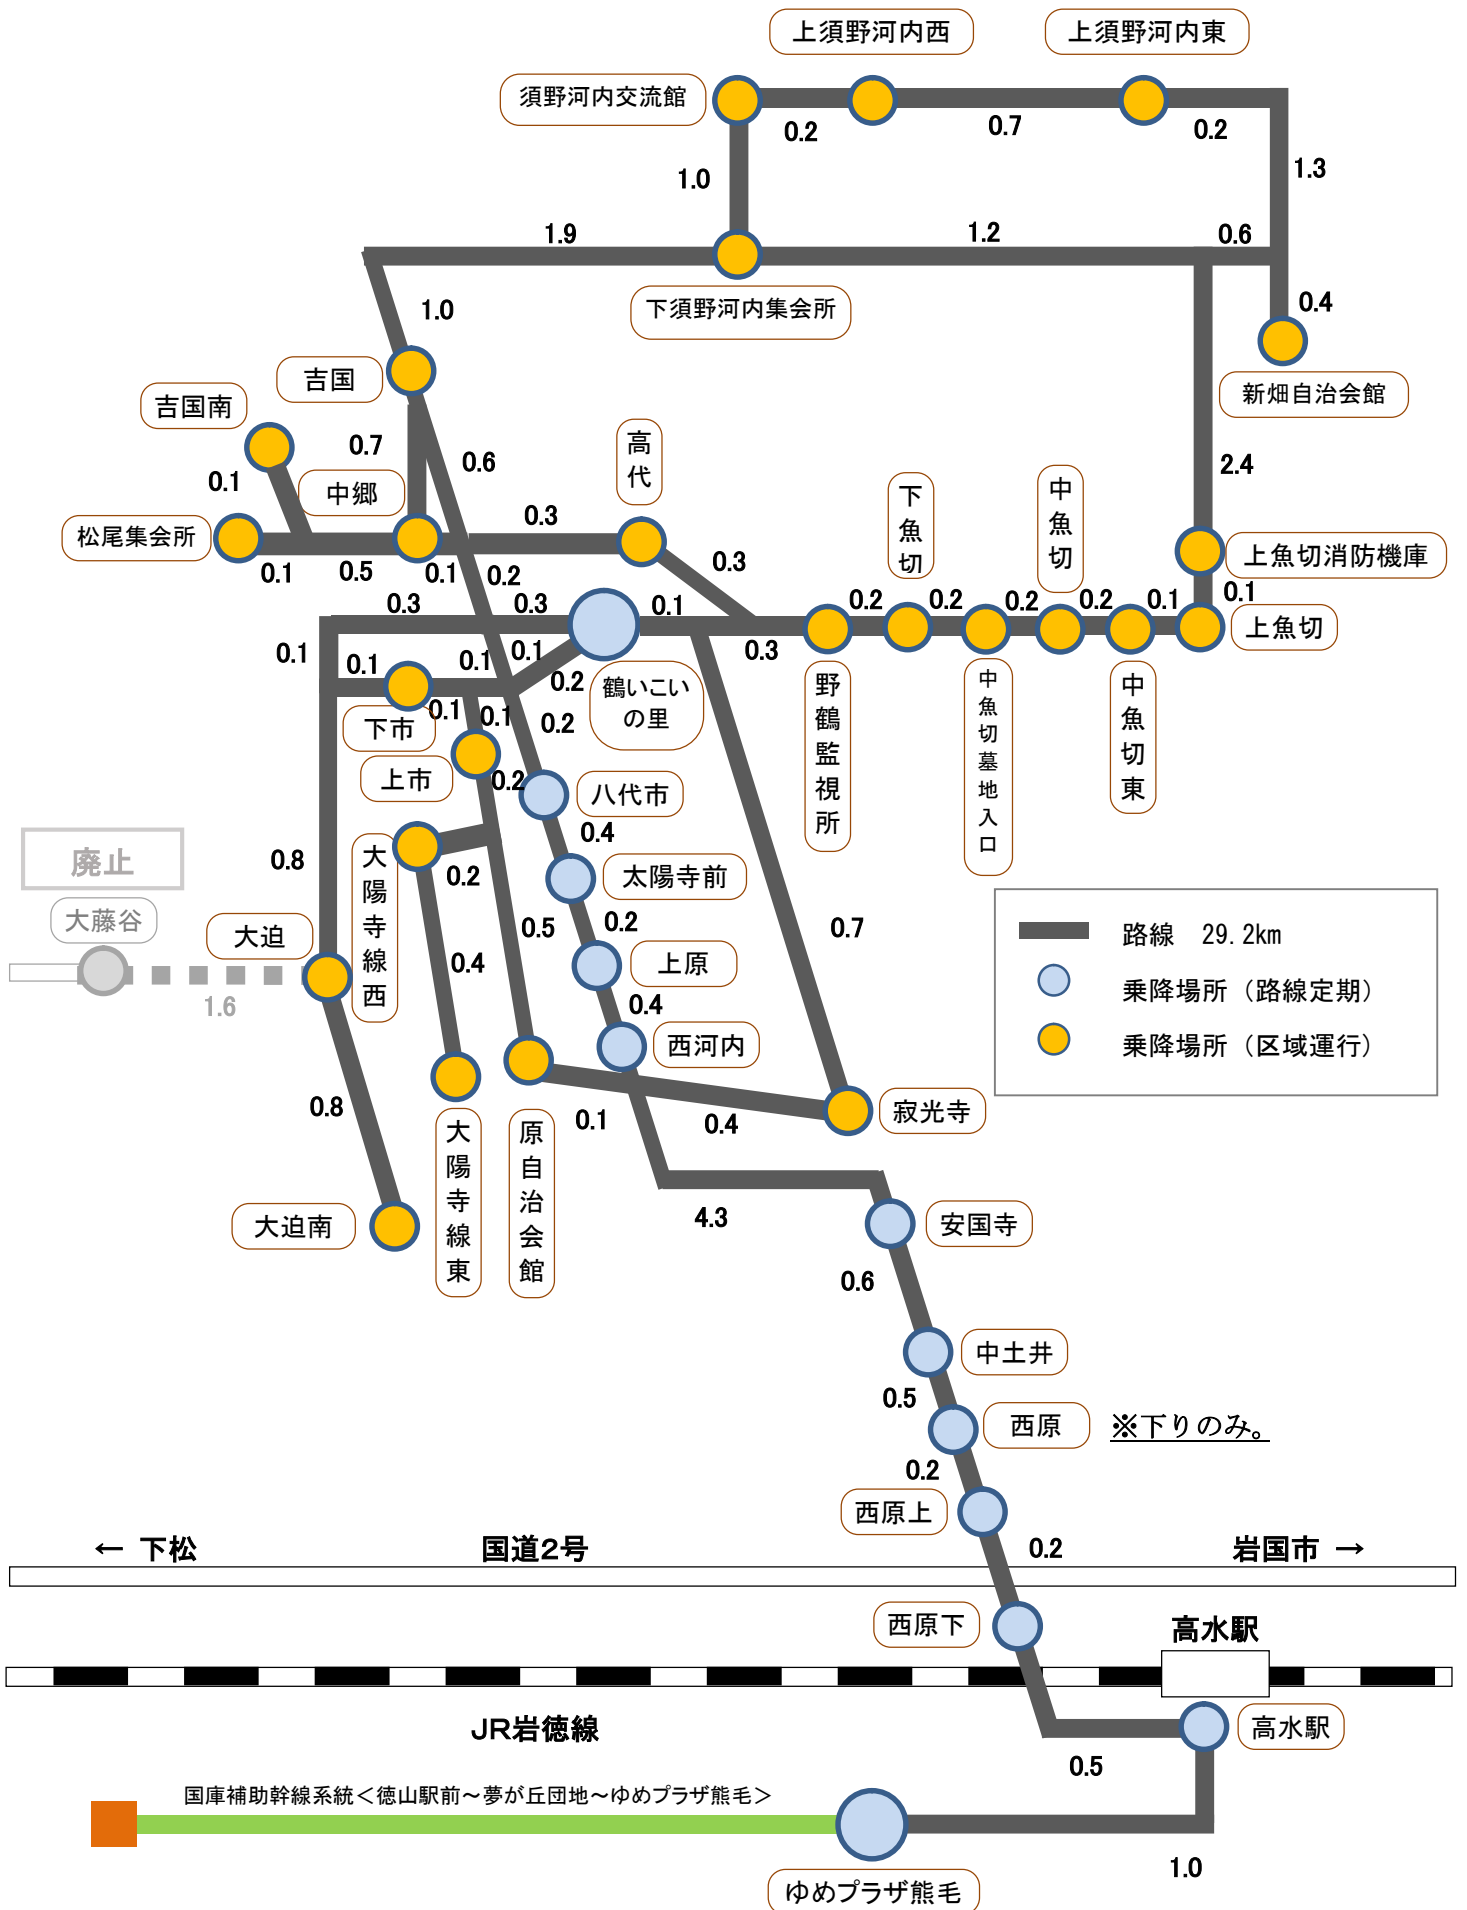 上須野河内西
上須野河内東
須野河内交流館
0.2
0.7
0.2
1.0
1.3
1.9
1.2
0.6
下須野河内集会所
1.0
0.4
吉国
新畑自治会館
吉国南
0.7
0.6
高代
0.1
中郷
2.4
下魚切
中魚切
松尾集会所
0.3
0.1
0.5
0.1
0.2
0.3
上魚切消防機庫
0.3
0.3
0.1
0.2
0.2
0.2
0.2
0.1
0.1
上魚切
0.1
0.1
0.1
0.1
0.2
0.3
鶴いこい
の里
野鶴監視所
中魚切墓地入口
中魚切東
下市
0.1
0.1
0.2
上市
0.2
八代市
0.4
廃止
大藤谷
0.8
大陽寺線西
0.2
太陽寺前
大迫
0.5
0.2
0.7
路線 29.2km
1.6
0.4
上原
乗降場所（路線定期）
0.4
西河内
乗降場所（区域運行）
0.8
0.1
0.4
寂光寺
大迫南
大陽寺線東
原自治会館
4.3
安国寺
0.6
中土井
0.5
西原
※下りのみ。
0.2
西原上
← 下松
国道2号
0.2
岩国市 →
西原下
高水駅
JR岩徳線
高水駅
0.5
国庫補助幹線系統＜徳山駅前～夢が丘団地～ゆめプラザ熊毛＞
1.0
ゆめプラザ熊毛